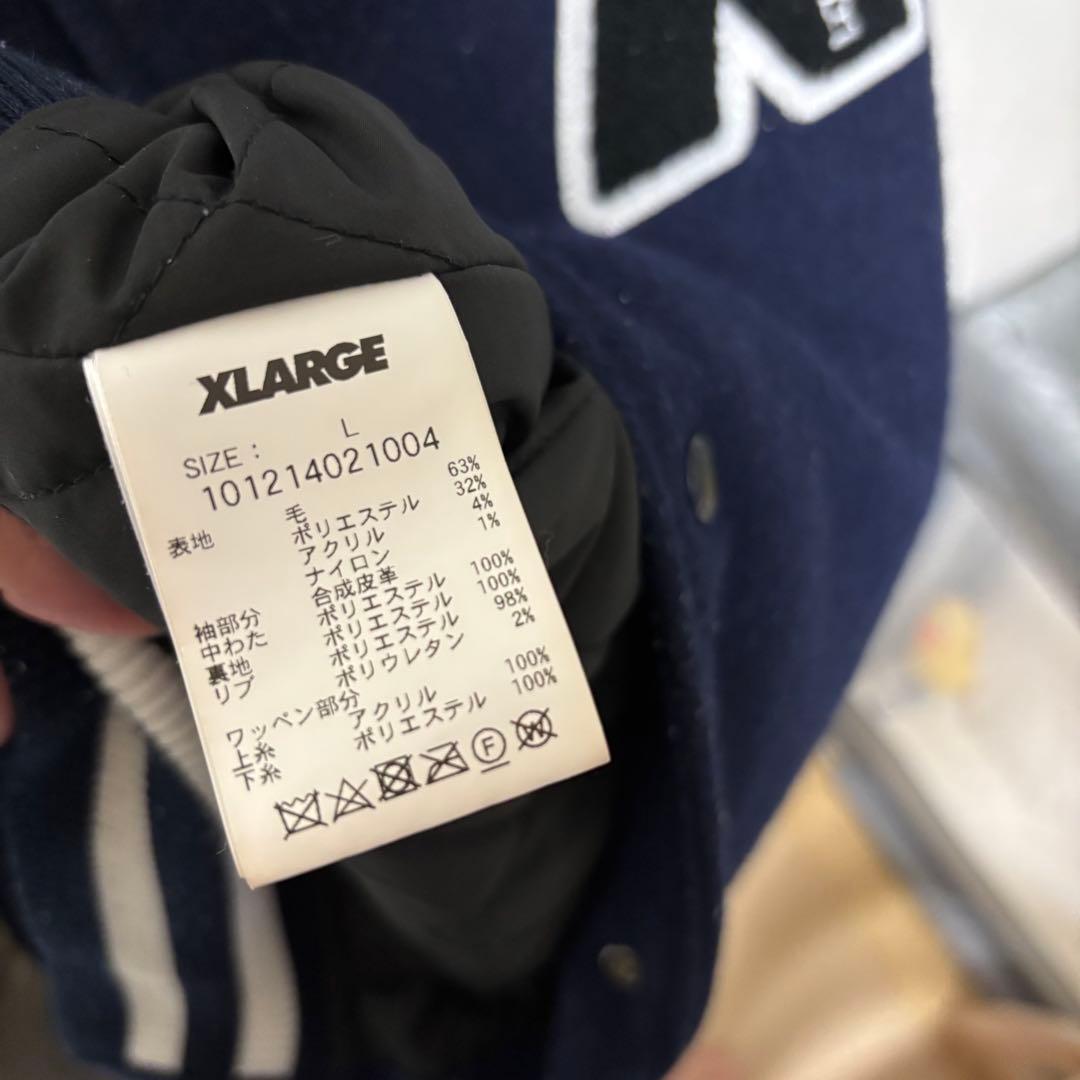 XLARGE
SIZE : L
101214021004
表地 毛 63%
ポリエステル 32%
アクリル 4%
ナイロン 1%
袖部分 合成皮革
中わた ポリエステル 100%
裏地 ポリエステル 100%
リブ ポリエステル 98%
ポリウレタン 2%
ワッペン部分
上糸 アクリル 100%
下糸 ポリエステル 100%
F
W